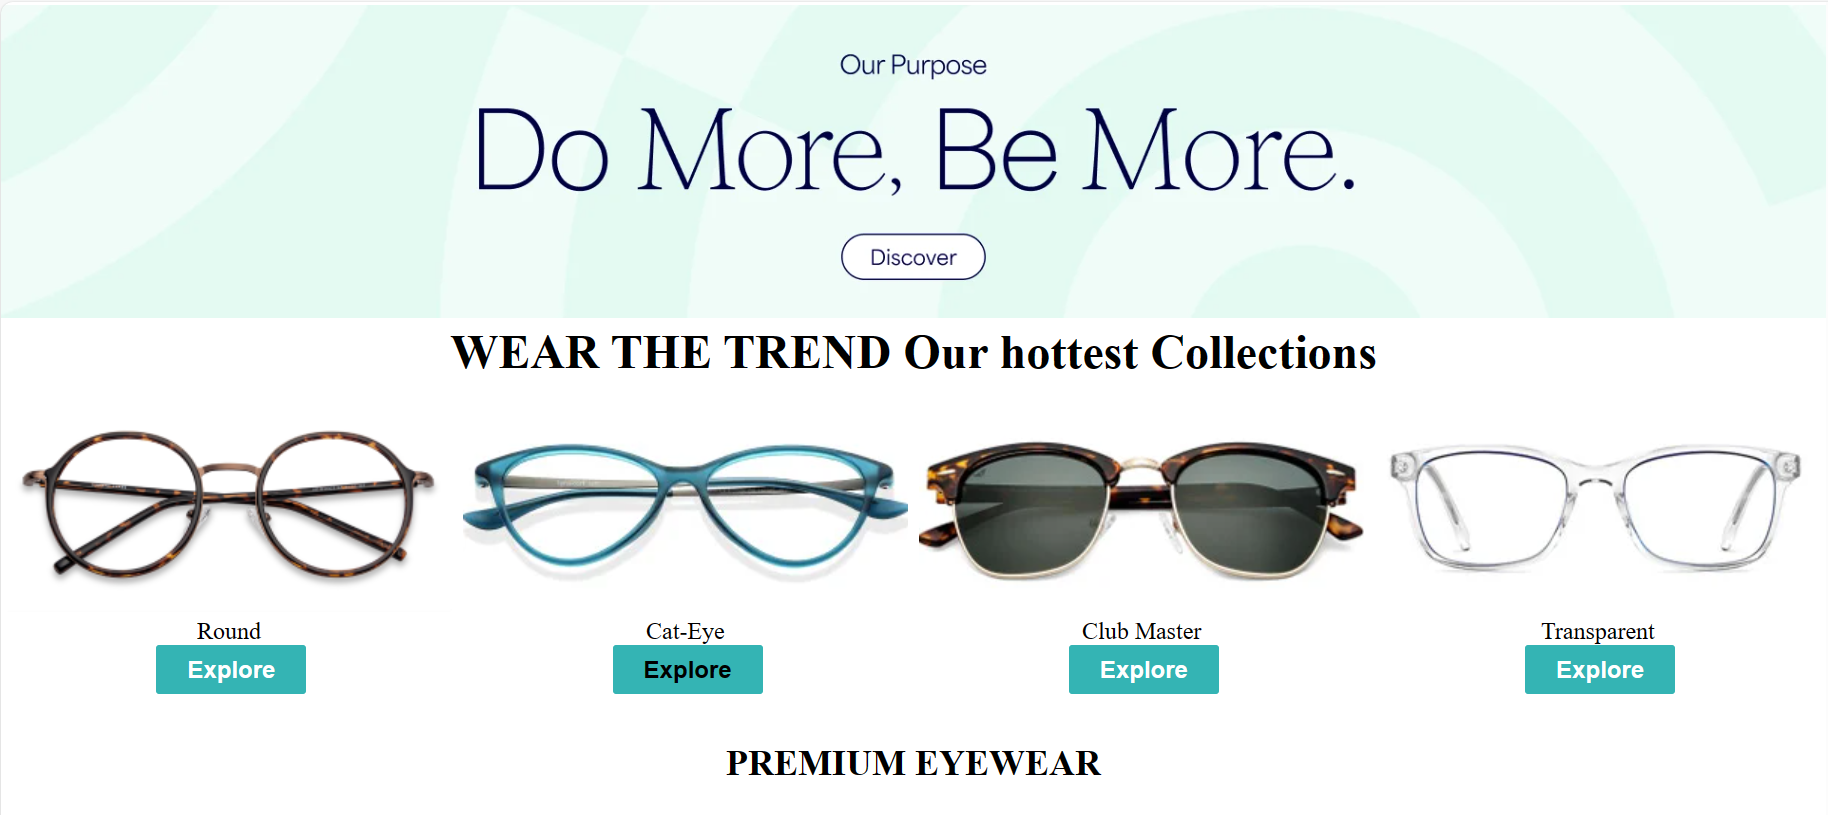 Our Purpose
Do More, Be More.
Discover
WEAR THE TREND Our hottest Collections
Round
Cat-Eye
Club Master
Transparent
Explore
Explore
Explore
Explore
PREMIUM EYEWEAR